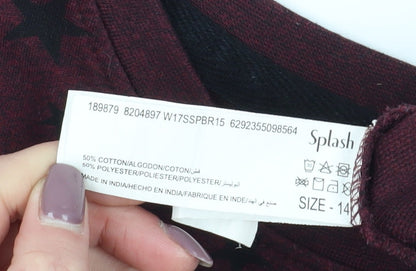 189879 8204897 W17SSPBR15 6292355098564
Splash
50% COTTON/ALGODON/COTON/قطن
50% POLYESTER/POLIESTER/POLYESTER/البوليستر
MADE IN INDIA/HECHO EN INDIA/FABRIQUE EN INDE/صنع في الهند
SIZE - 14